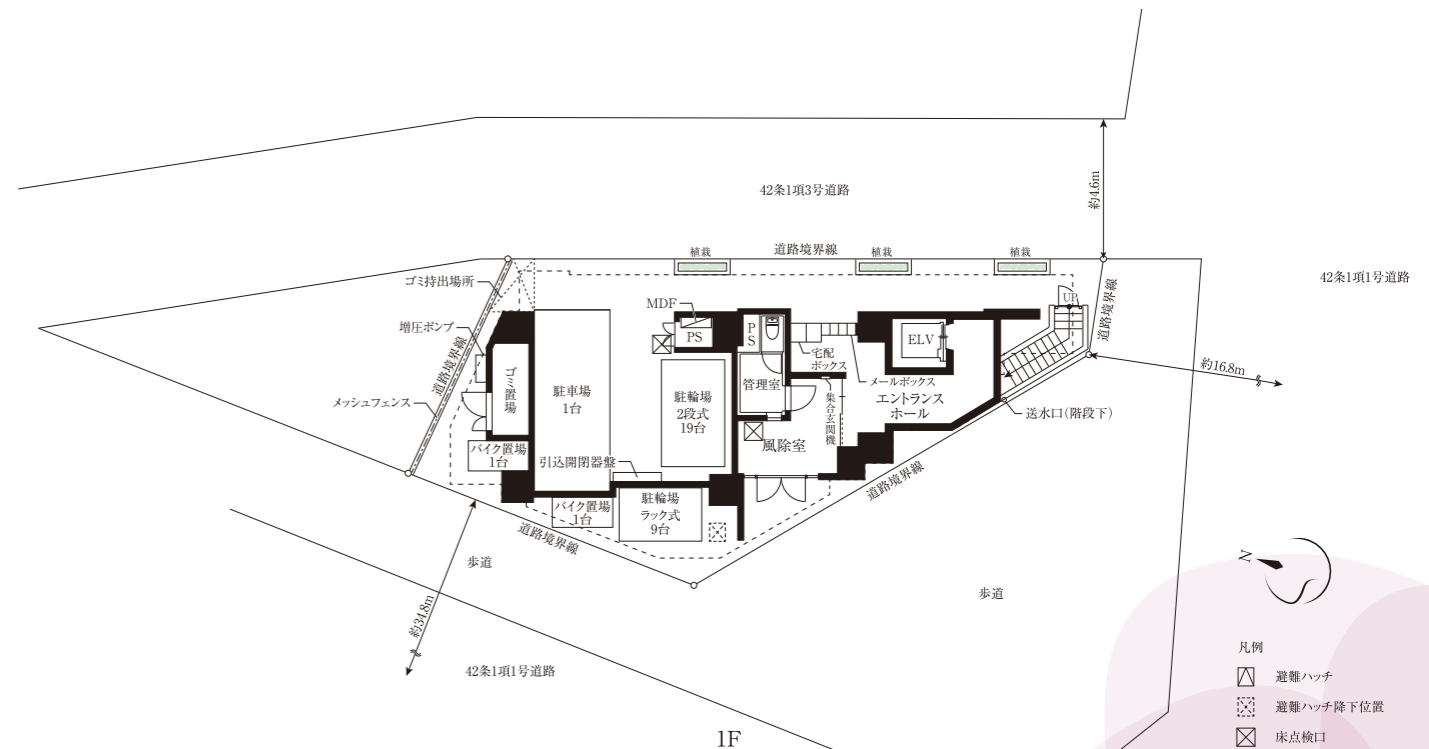 42条1項3号道路
約4.6m
植栽
道路境界線
植栽
植栽
42条1項1号道路
ゴミ持出場所
MDF
PS
増圧ポンプ
道路境界線
メッシュフェンス
ゴミ置場
駐車場
1台
駐輪場
2段式
19台
PS
管理室
宅配
ボックス
メールボックス
ELV
エントランス
ホール
集合玄関機
風除室
UP
道路境界線
約16.8m
送水口(階段下)
道路境界線
バイク置場
1台
引込開閉器盤
バイク置場
1台
駐輪場
ラック式
9台
道路境界線
歩道
歩道
約34.8m
42条1項1号道路
N
凡例
避難ハッチ
避難ハッチ降下位置
床点検口
1F